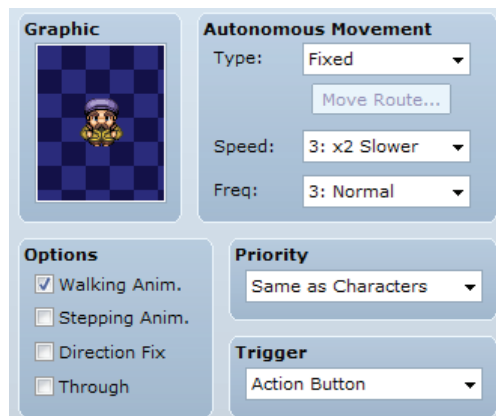 Graphic
Autonomous Movement
Type: Fixed
Move Route...
Speed: 3: x2 Slower
Freq: 3: Normal
Options
Walking Anim.
Stepping Anim.
Direction Fix
Through
Priority
Same as Characters
Trigger
Action Button